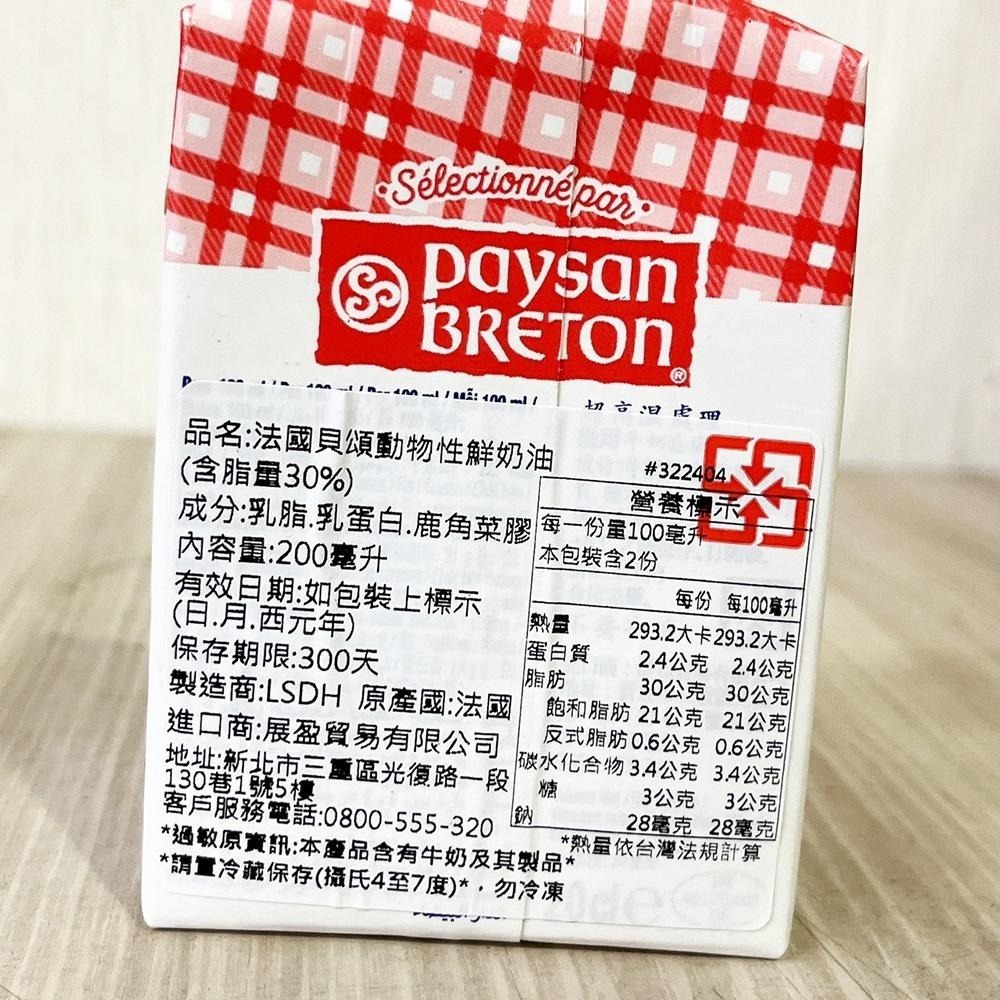 Sélectionné par
paysan
BRETON
®
超高溫處理
品名:法國貝頌動物性鮮奶油
(含脂量30%)
成分:乳脂.乳蛋白.鹿角菜膠
內容量:200毫升
有效日期:如包裝上標示
(日.月.西元年)
保存期限:300天
製造商:LSDH 原產國:法國
進口商:展盈貿易有限公司
地址:新北市三重區光復路一段
130巷1號5樓
客戶服務電話:0800-555-320
*過敏原資訊:本產品含有牛奶及其製品*
*請置冷藏保存(攝氏4至7度)*,勿冷凍
#322404
營養標示
每一份量100毫升
本包裝含2份
每份 每100毫升
熱量 293.2大卡 293.2大卡
蛋白質 2.4公克 2.4公克
脂肪 30公克 30公克
飽和脂肪 21公克 21公克
反式脂肪 0.6公克 0.6公克
碳水化合物 3.4公克 3.4公克
糖 3公克 3公克
鈉 28毫克 28毫克
*熱量依台灣法規計算